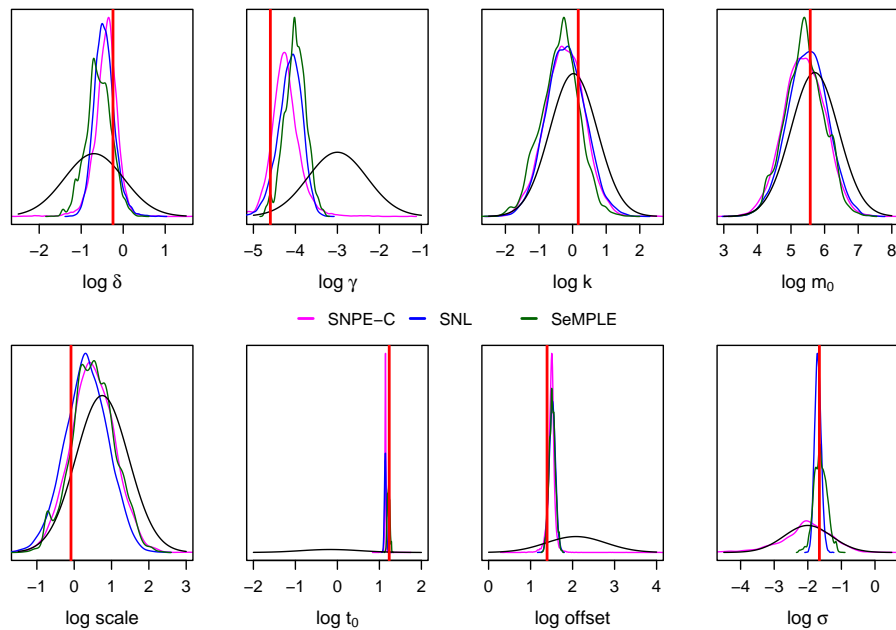 −2 −1 0 1
log δ
−5 −4 −3 −2 −1
log γ
−2 −1 0 1 2
log k
3 4 5 6 7 8
log m0
SNPE−C SNL SeMPLE
−1 0 1 2 3
log scale
−2 −1 0 1 2
log t0
0 1 2 3 4
log offset
−4 −3 −2 −1 0
log σ